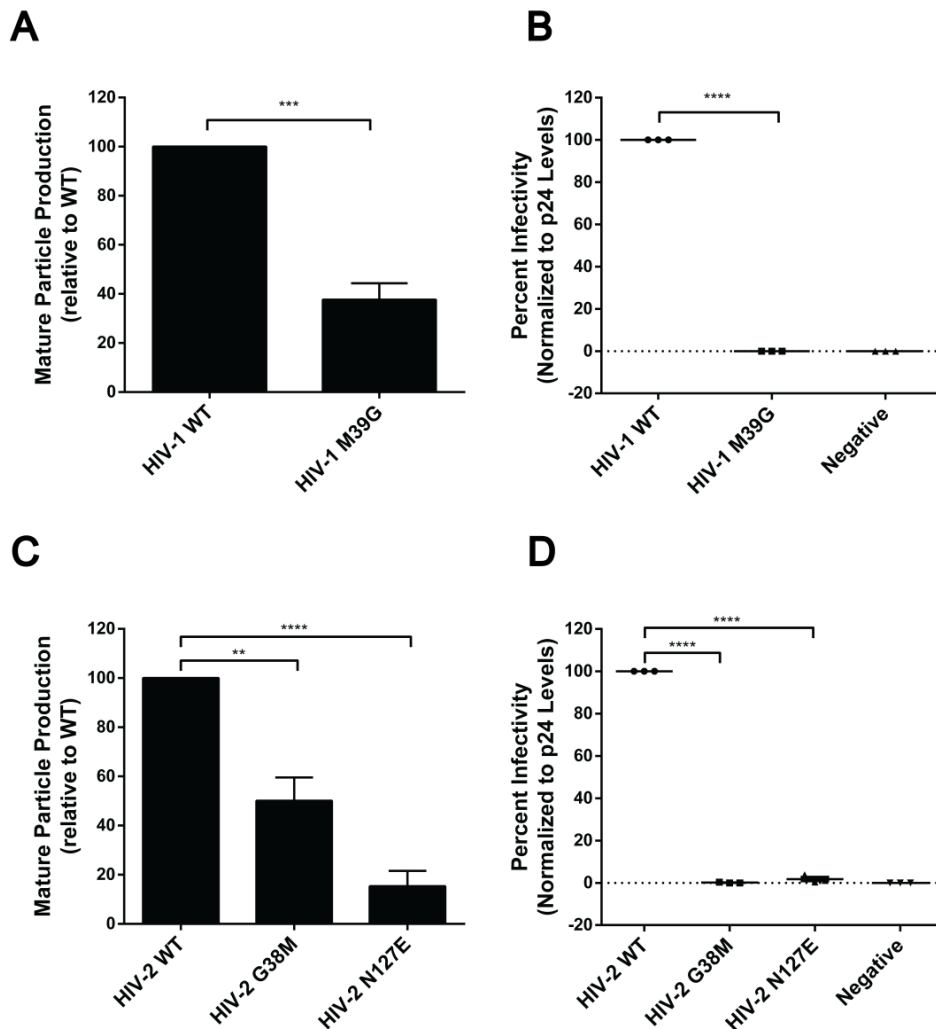 A
Mature Particle Production
(relative to WT)
120
100
80
60
40
20
0
***
HIV-1 WT
HIV-1 M39G
B
Percent Infectivity
(Normalized to p24 Levels)
120
100
80
60
40
20
0
-20
****
HIV-1 WT
HIV-1 M39G
Negative
C
Mature Particle Production
(relative to WT)
120
100
80
60
40
20
0
****
**
HIV-2 WT
HIV-2 G38M
HIV-2 N127E
D
Percent Infectivity
(Normalized to p24 Levels)
120
100
80
60
40
20
0
-20
****
****
HIV-2 WT
HIV-2 G38M
HIV-2 N127E
Negative